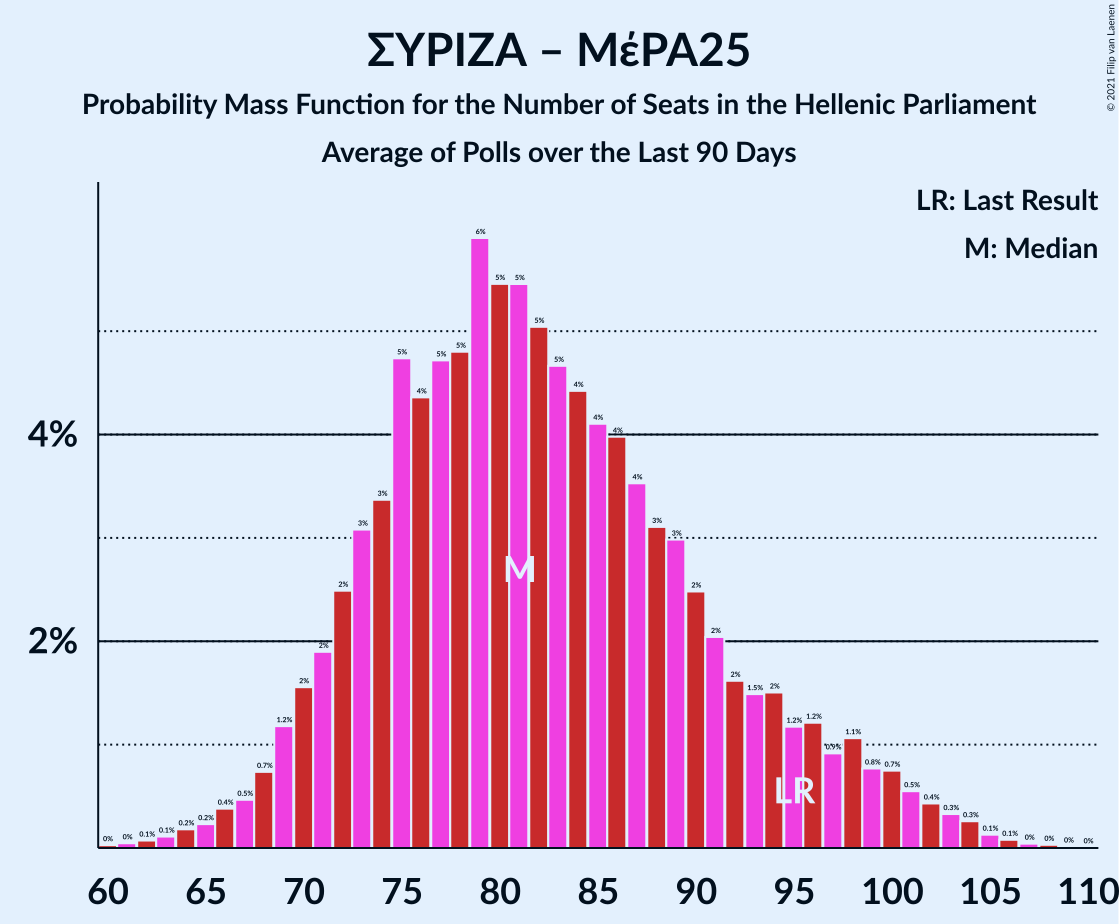 ΣΥΡΙΖΑ – ΜέΡΑ25
Probability Mass Function for the Number of Seats in the Hellenic Parliament
Average of Polls over the Last 90 Days
© 2021 Filip van Laenen
LR: Last Result
M: Median
4%
2%
0% 0% 0.1% 0.1% 0.2% 0.2% 0.4% 0.5% 0.7% 1.2% 2% 2% 2% 3% 3% 5% 4% 5% 5% 6% 5% 5% 5% 5% 4% 4% 4% 4% 3% 3% 2% 2% 2% 1.5% 2% 1.2% 1.2% 0.9% 1.1% 0.8% 0.7% 0.5% 0.4% 0.3% 0.3% 0.1% 0.1% 0% 0% 0% 0%
M
LR
60 65 70 75 80 85 90 95 100 105 110